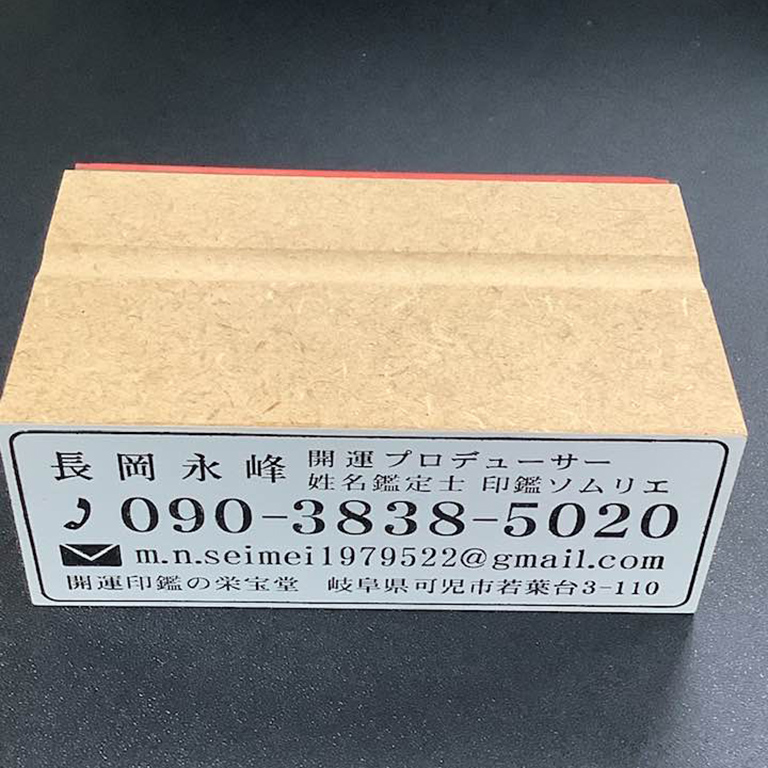 長岡永峰 開運プロデューサー
姓名鑑定士 印鑑ソムリエ
090-3838-5020
m.n.seimei1979522@gmail.com
開運印鑑の栄宝堂 岐阜県可児市若葉台3-110